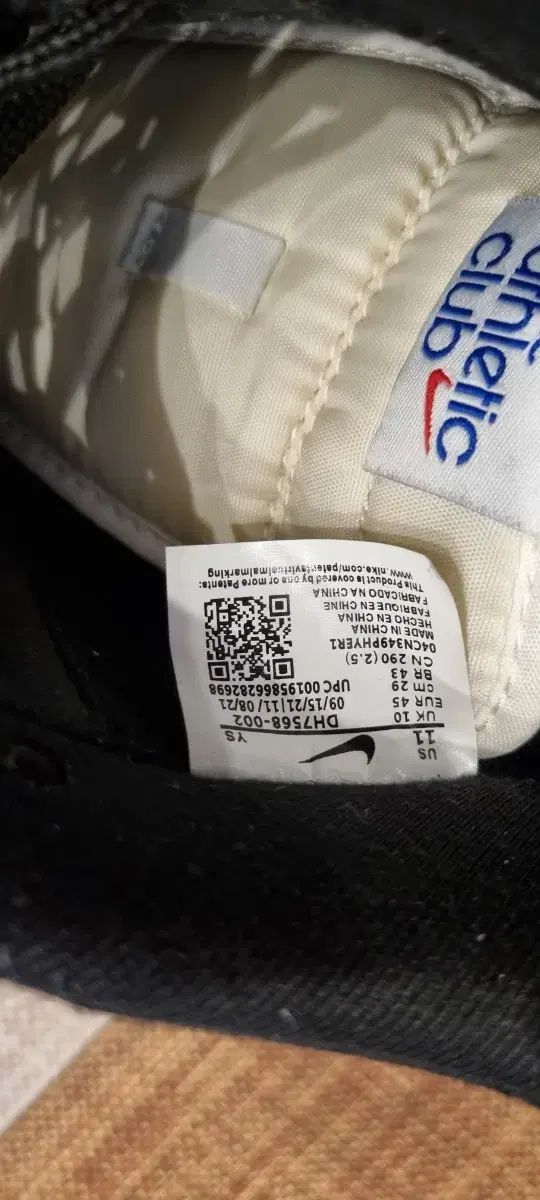 athletic
club
US
11
YS
UK 10
DH7568-002
EUR 45
09/15/21|11/08/21
cm 29
UPC 00195866282698
BR 43
CN 290 (2.5)
04CN349PHYER1
MADE IN CHINA
HECHO EN CHINA
FABRIQUE EN CHINE
FABRICADO NA CHINA
This Product is covered by one or more Patents:
www.nike.com/patentsvirtualmalmarking